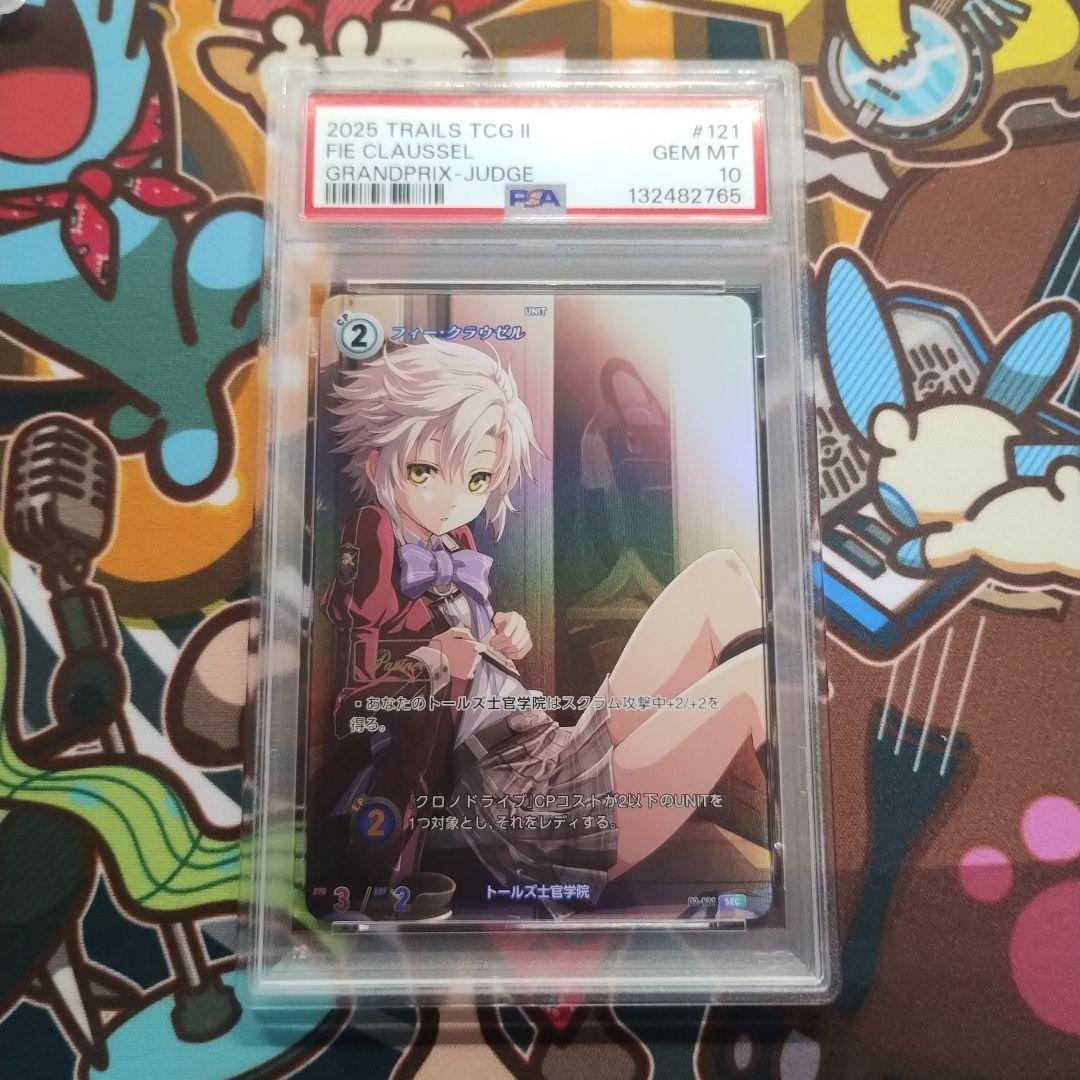 2025 TRAILS TCG II #121
FIE CLAUSSEL GEM MT
GRANDPRIX-JUDGE 10
PSA 132482765
UNIT
CP
2 フィー・クラウゼル
Partner
・あなたのトールズ士官学院はスクラム攻撃中+2/+2を
得る。
EP
2 「クロノドライブ」CPコストが2以下のUNITを
1つ対象とし、それをレディする。
3 / 2 トールズ士官学院 02-121 SEC